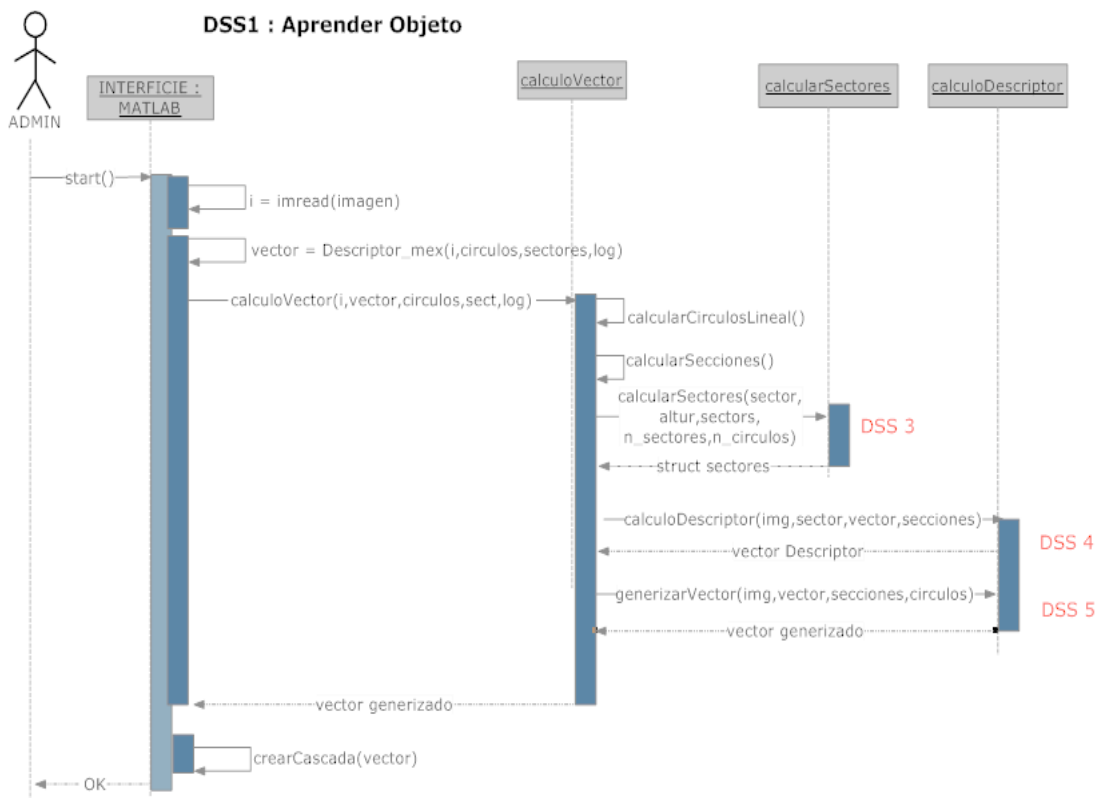 DSS1 : Aprender Objeto
ADMIN
INTERFICIE :
MATLAB
calculoVector
calcularSectores
calculoDescriptor
start()
i = imread(imagen)
vector = Descriptor_mex(i,circulos,sectores,log)
calculoVector(i,vector,circulos,sect,log)
calcularCirculosLineal()
calcularSecciones()
calcularSectores(sector,
altur,sectors,
n_sectores,n_circulos)
DSS 3
struct sectores
calculoDescriptor(img,sector,vector,secciones)
DSS 4
vector Descriptor
generizarVector(img,vector,secciones,circulos)
DSS 5
vector generizado
vector generizado
crearCascada(vector)
OK